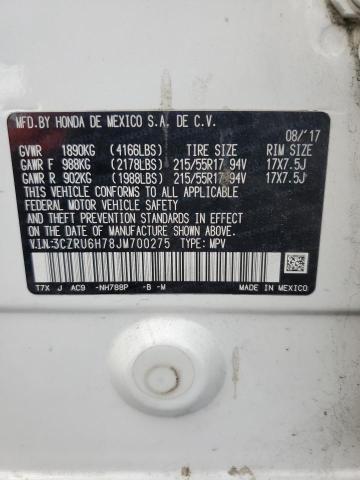 MFD.BY HONDA DE MEXICO S.A. DE C.V.
08/'17
GVWR 1890KG (4166LBS) TIRE SIZE RIM SIZE
GAWR F 988KG (2178LBS) 215/55R17 94V 17X7.5J
GAWR R 902KG (1988LBS) 215/55R17 94V 17X7.5J
THIS VEHICLE CONFORMS TO ALL APPLICABLE
FEDERAL MOTOR VEHICLE SAFETY AND
THEFT PREVENTION STANDARDS IN EFFECT
ON THE DATE OF MANUFACTURE SHOWN ABOVE.
V.I.N:3CZRU6H78JM700275 TYPE: MPV
T7X J AC9 -NH788P -B -M
MADE IN MEXICO